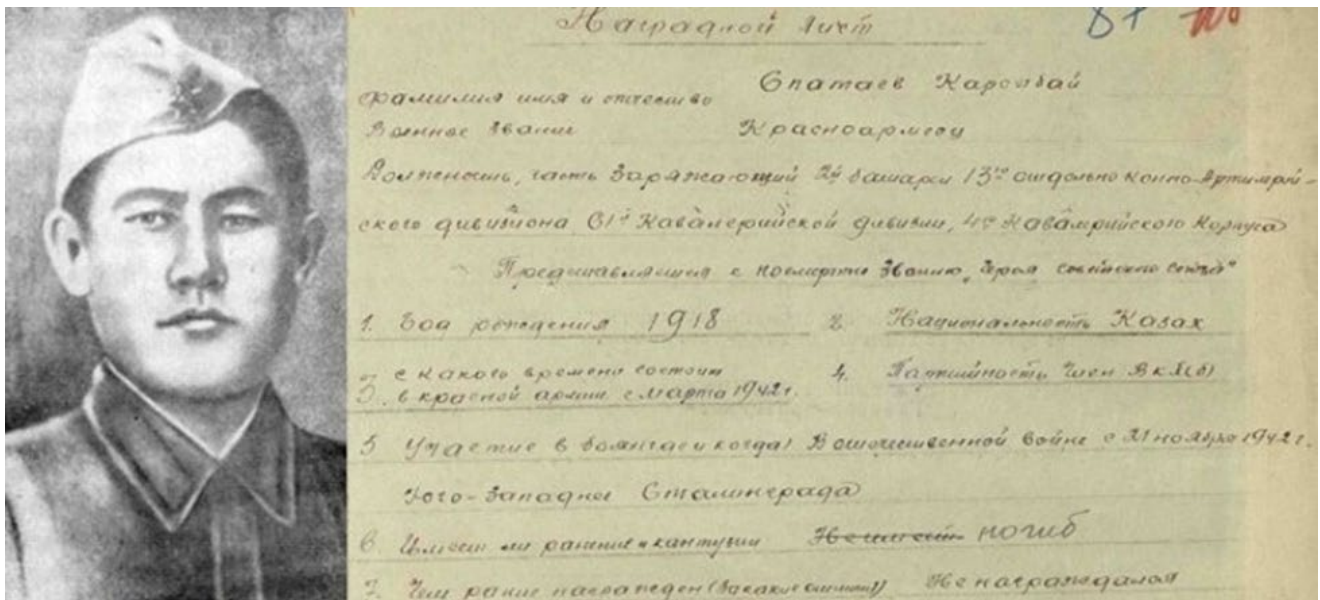 Наградной лист
87
фамилия имя и отчество Спатаев Карсыбай
Военное звание Красноармеец
Должность, часть Заряжающий 2й батареи 13го отдельно конно-Артиллерий-
ского дивизиона 61й Кавалерийской дивизии, 4го Кавалерийского Корпуса
Представляется к посмертно званию "Героя Советского Союза"
1. Год рождения 1918 2. Национальность Казах
3. с какого времени состоит 4. Партийность Член ВКП(б)
в красной армии с марта 1942 г.
5 Участие в боях (где и когда) В отечественной войне с 21 ноября 1942 г.
Юго-Западнее Сталинграда
6. Имеет ли ранение и контузии погиб
7. Чем ранее награжден (за какие отличия) Не награждался